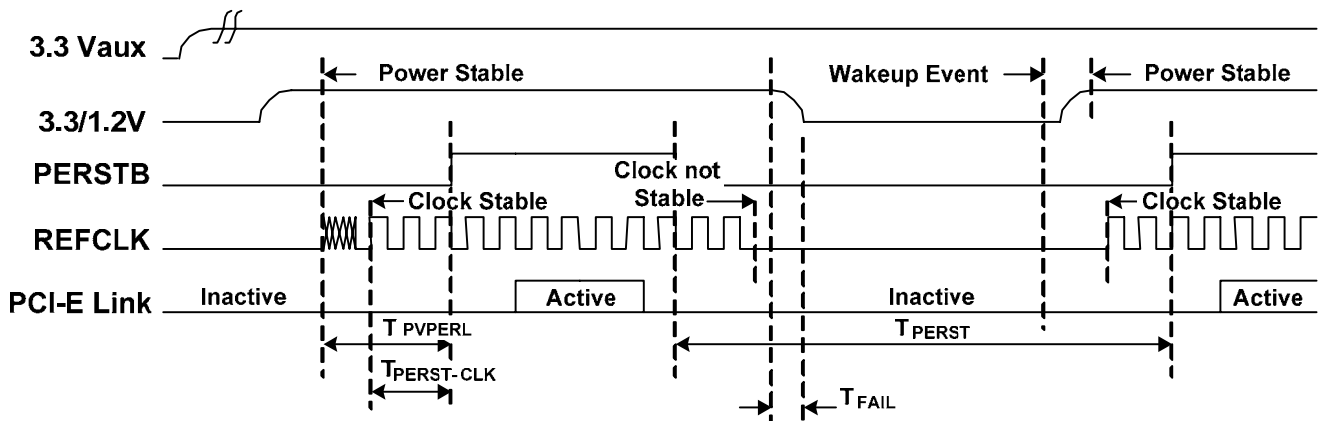 3.3 Vaux
Power Stable
Wakeup Event
Power Stable
3.3/1.2V
PERSTB
Clock not
Stable
Clock Stable
Clock Stable
REFCLK
PCI-E Link
Inactive
Active
Inactive
Active
T PVPERL
TPERST
TPERST-CLK
TFAIL